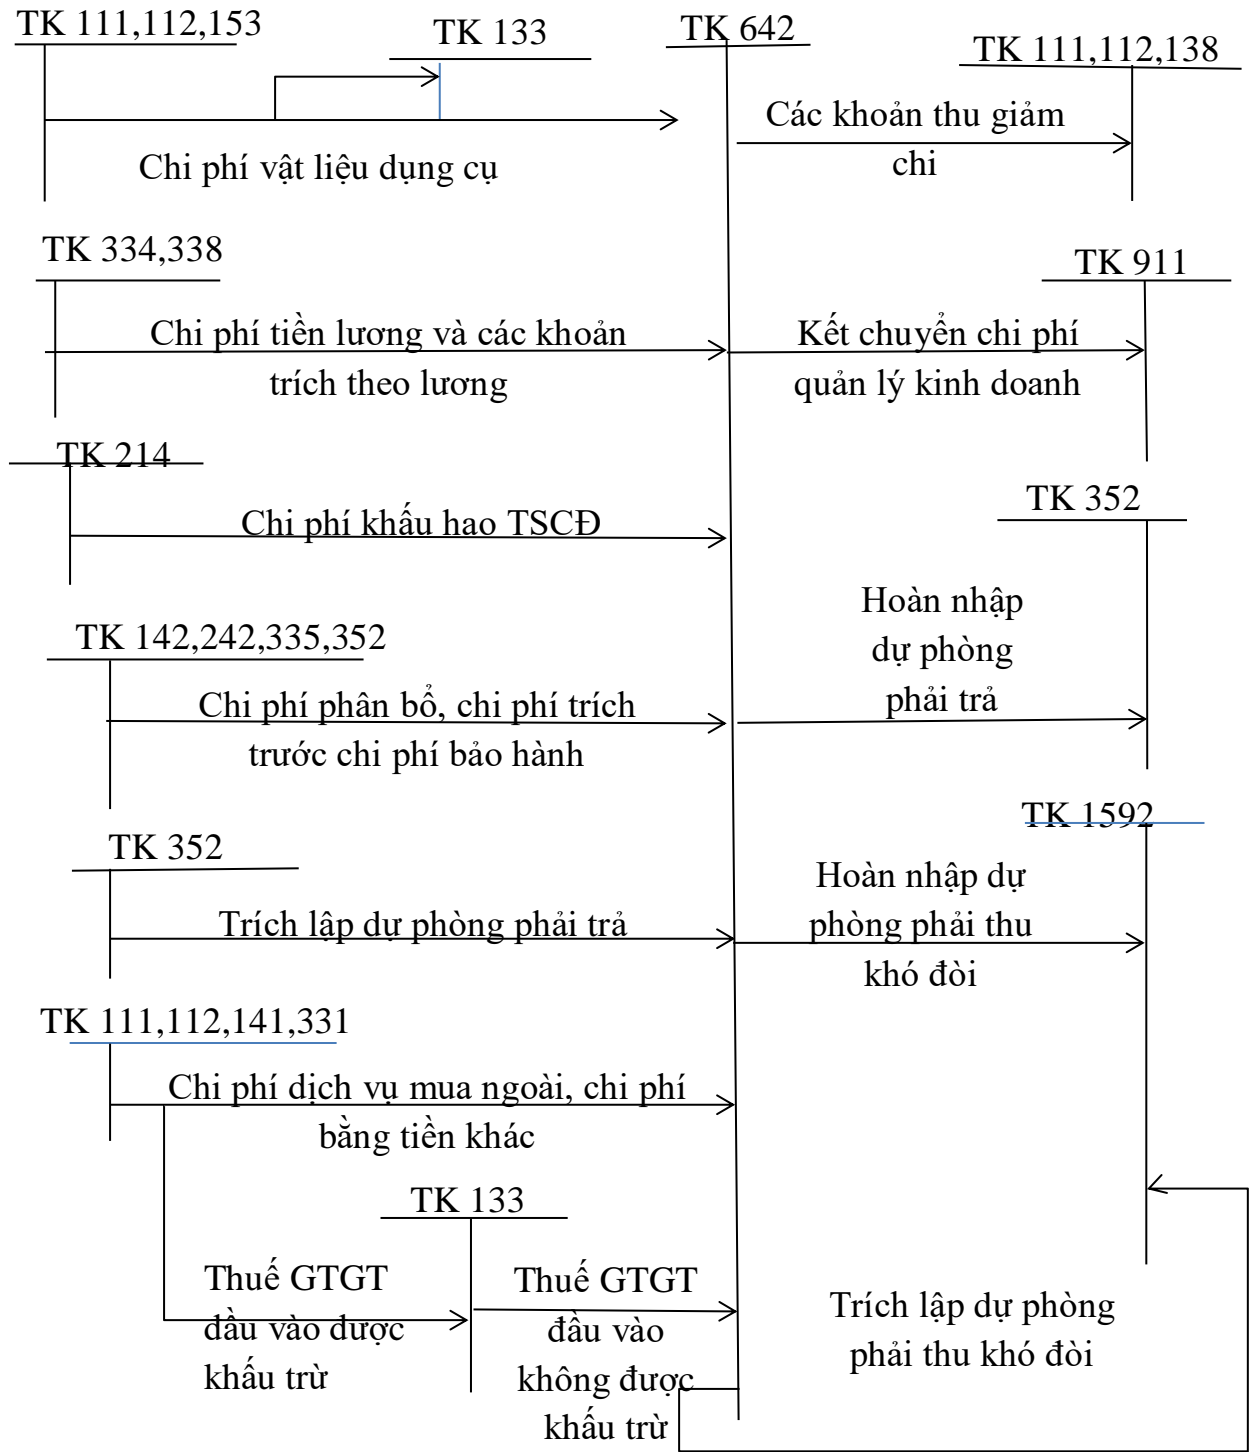 TK 111,112,153
TK 133
TK 642
TK 111,112,138
Các khoản thu giảm
chi
Chi phí vật liệu dụng cụ
TK 334,338
TK 911
Chi phí tiền lương và các khoản
trích theo lương
Kết chuyển chi phí
quản lý kinh doanh
TK 214
Chi phí khấu hao TSCĐ
TK 352
Hoàn nhập
dự phòng
phải trả
TK 142,242,335,352
Chi phí phân bổ, chi phí trích
trước chi phí bảo hành
TK 1592
TK 352
Trích lập dự phòng phải trả
Hoàn nhập dự
phòng phải thu
khó đòi
TK 111,112,141,331
Chi phí dịch vụ mua ngoài, chi phí
bằng tiền khác
TK 133
Thuế GTGT
đầu vào được
khấu trừ
Thuế GTGT
đầu vào
không được
khấu trừ
Trích lập dự phòng
phải thu khó đòi